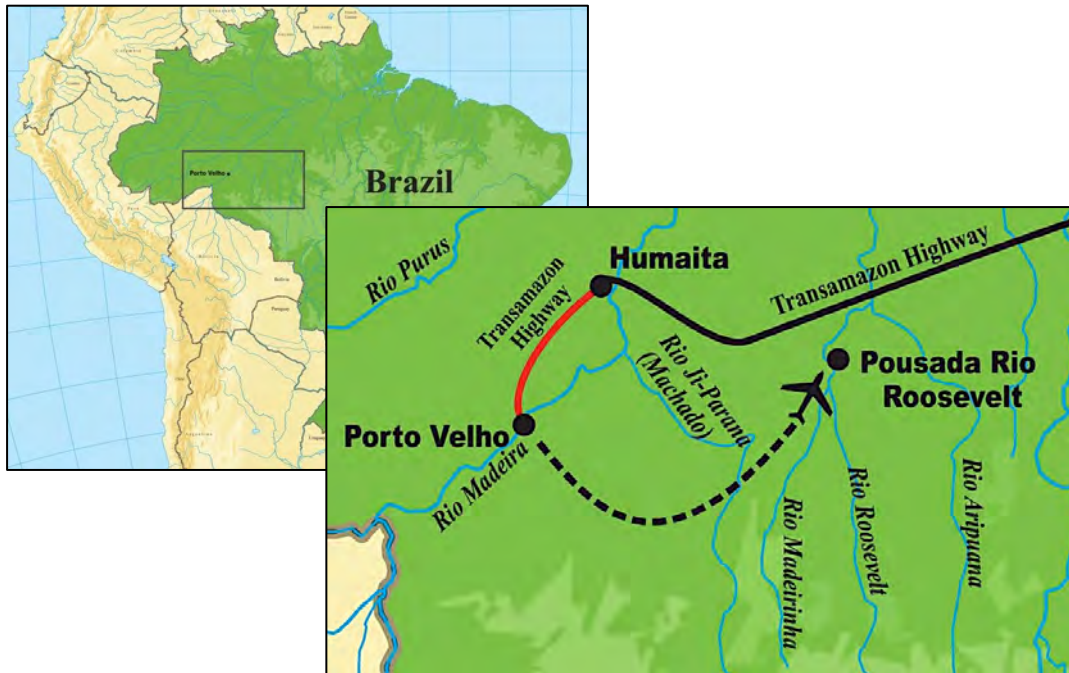 Porto Velho
Brazil
Rio Purus
Humaita
Transamazon
Highway
Transamazon Highway
Rio Ji-Parana
(Machado)
Pousada Rio
Roosevelt
Porto Velho
Rio Madeira
Rio Madeirinha
Rio Roosevelt
Rio Aripuana